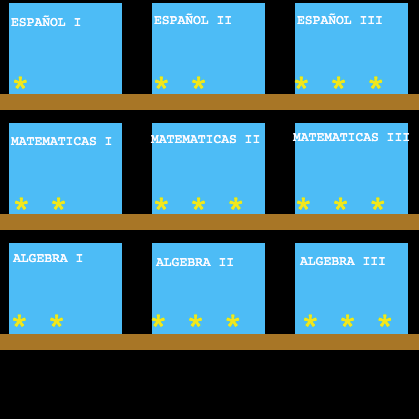 ESPAÑOL I
ESPAÑOL II
ESPAÑOL III
*
* *
* * *
MATEMATICAS I
MATEMATICAS II
MATEMATICAS III
* *
* * *
* * *
ALGEBRA I
ALGEBRA II
ALGEBRA III
* *
* * *
* * *